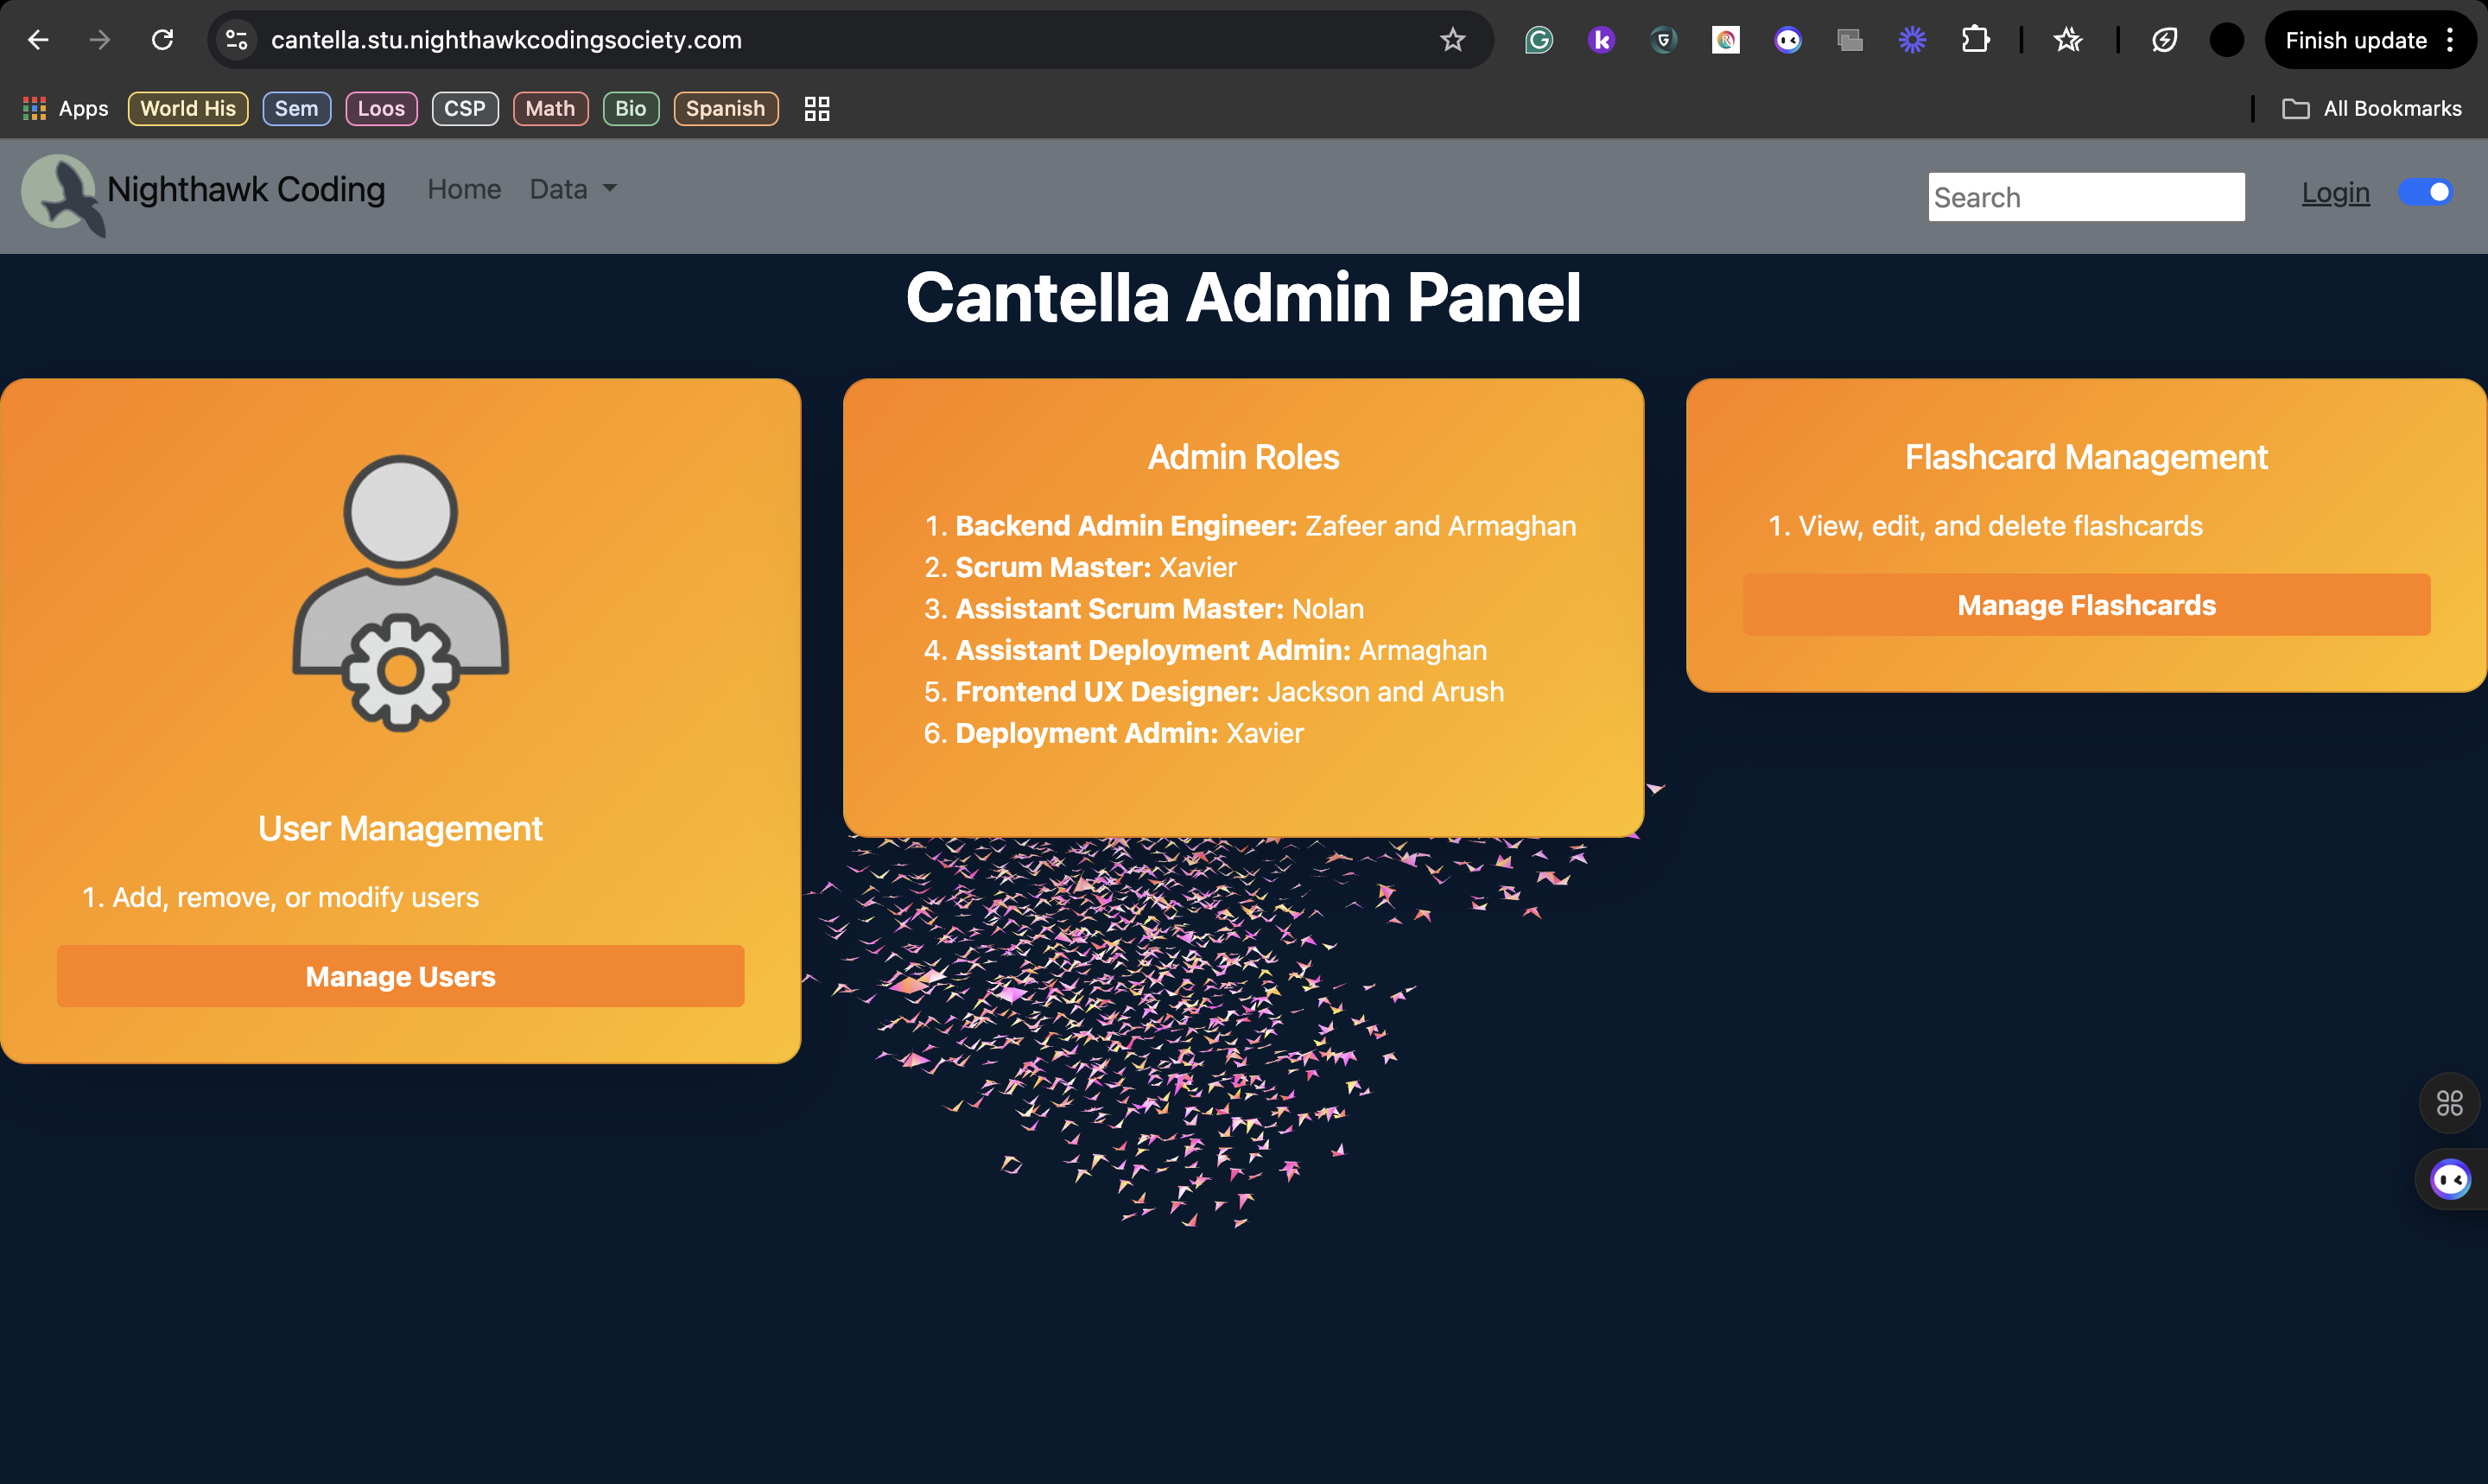 cantella.stu.nighthawkcodingsociety.com
Finish update
Apps
World His
Sem
Loos
CSP
Math
Bio
Spanish
All Bookmarks
Nighthawk Coding
Home
Data
Search
Login
Cantella Admin Panel
User Management
1. Add, remove, or modify users
Manage Users
Admin Roles
1. Backend Admin Engineer: Zafeer and Armaghan
2. Scrum Master: Xavier
3. Assistant Scrum Master: Nolan
4. Assistant Deployment Admin: Armaghan
5. Frontend UX Designer: Jackson and Arush
6. Deployment Admin: Xavier
Flashcard Management
1. View, edit, and delete flashcards
Manage Flashcards